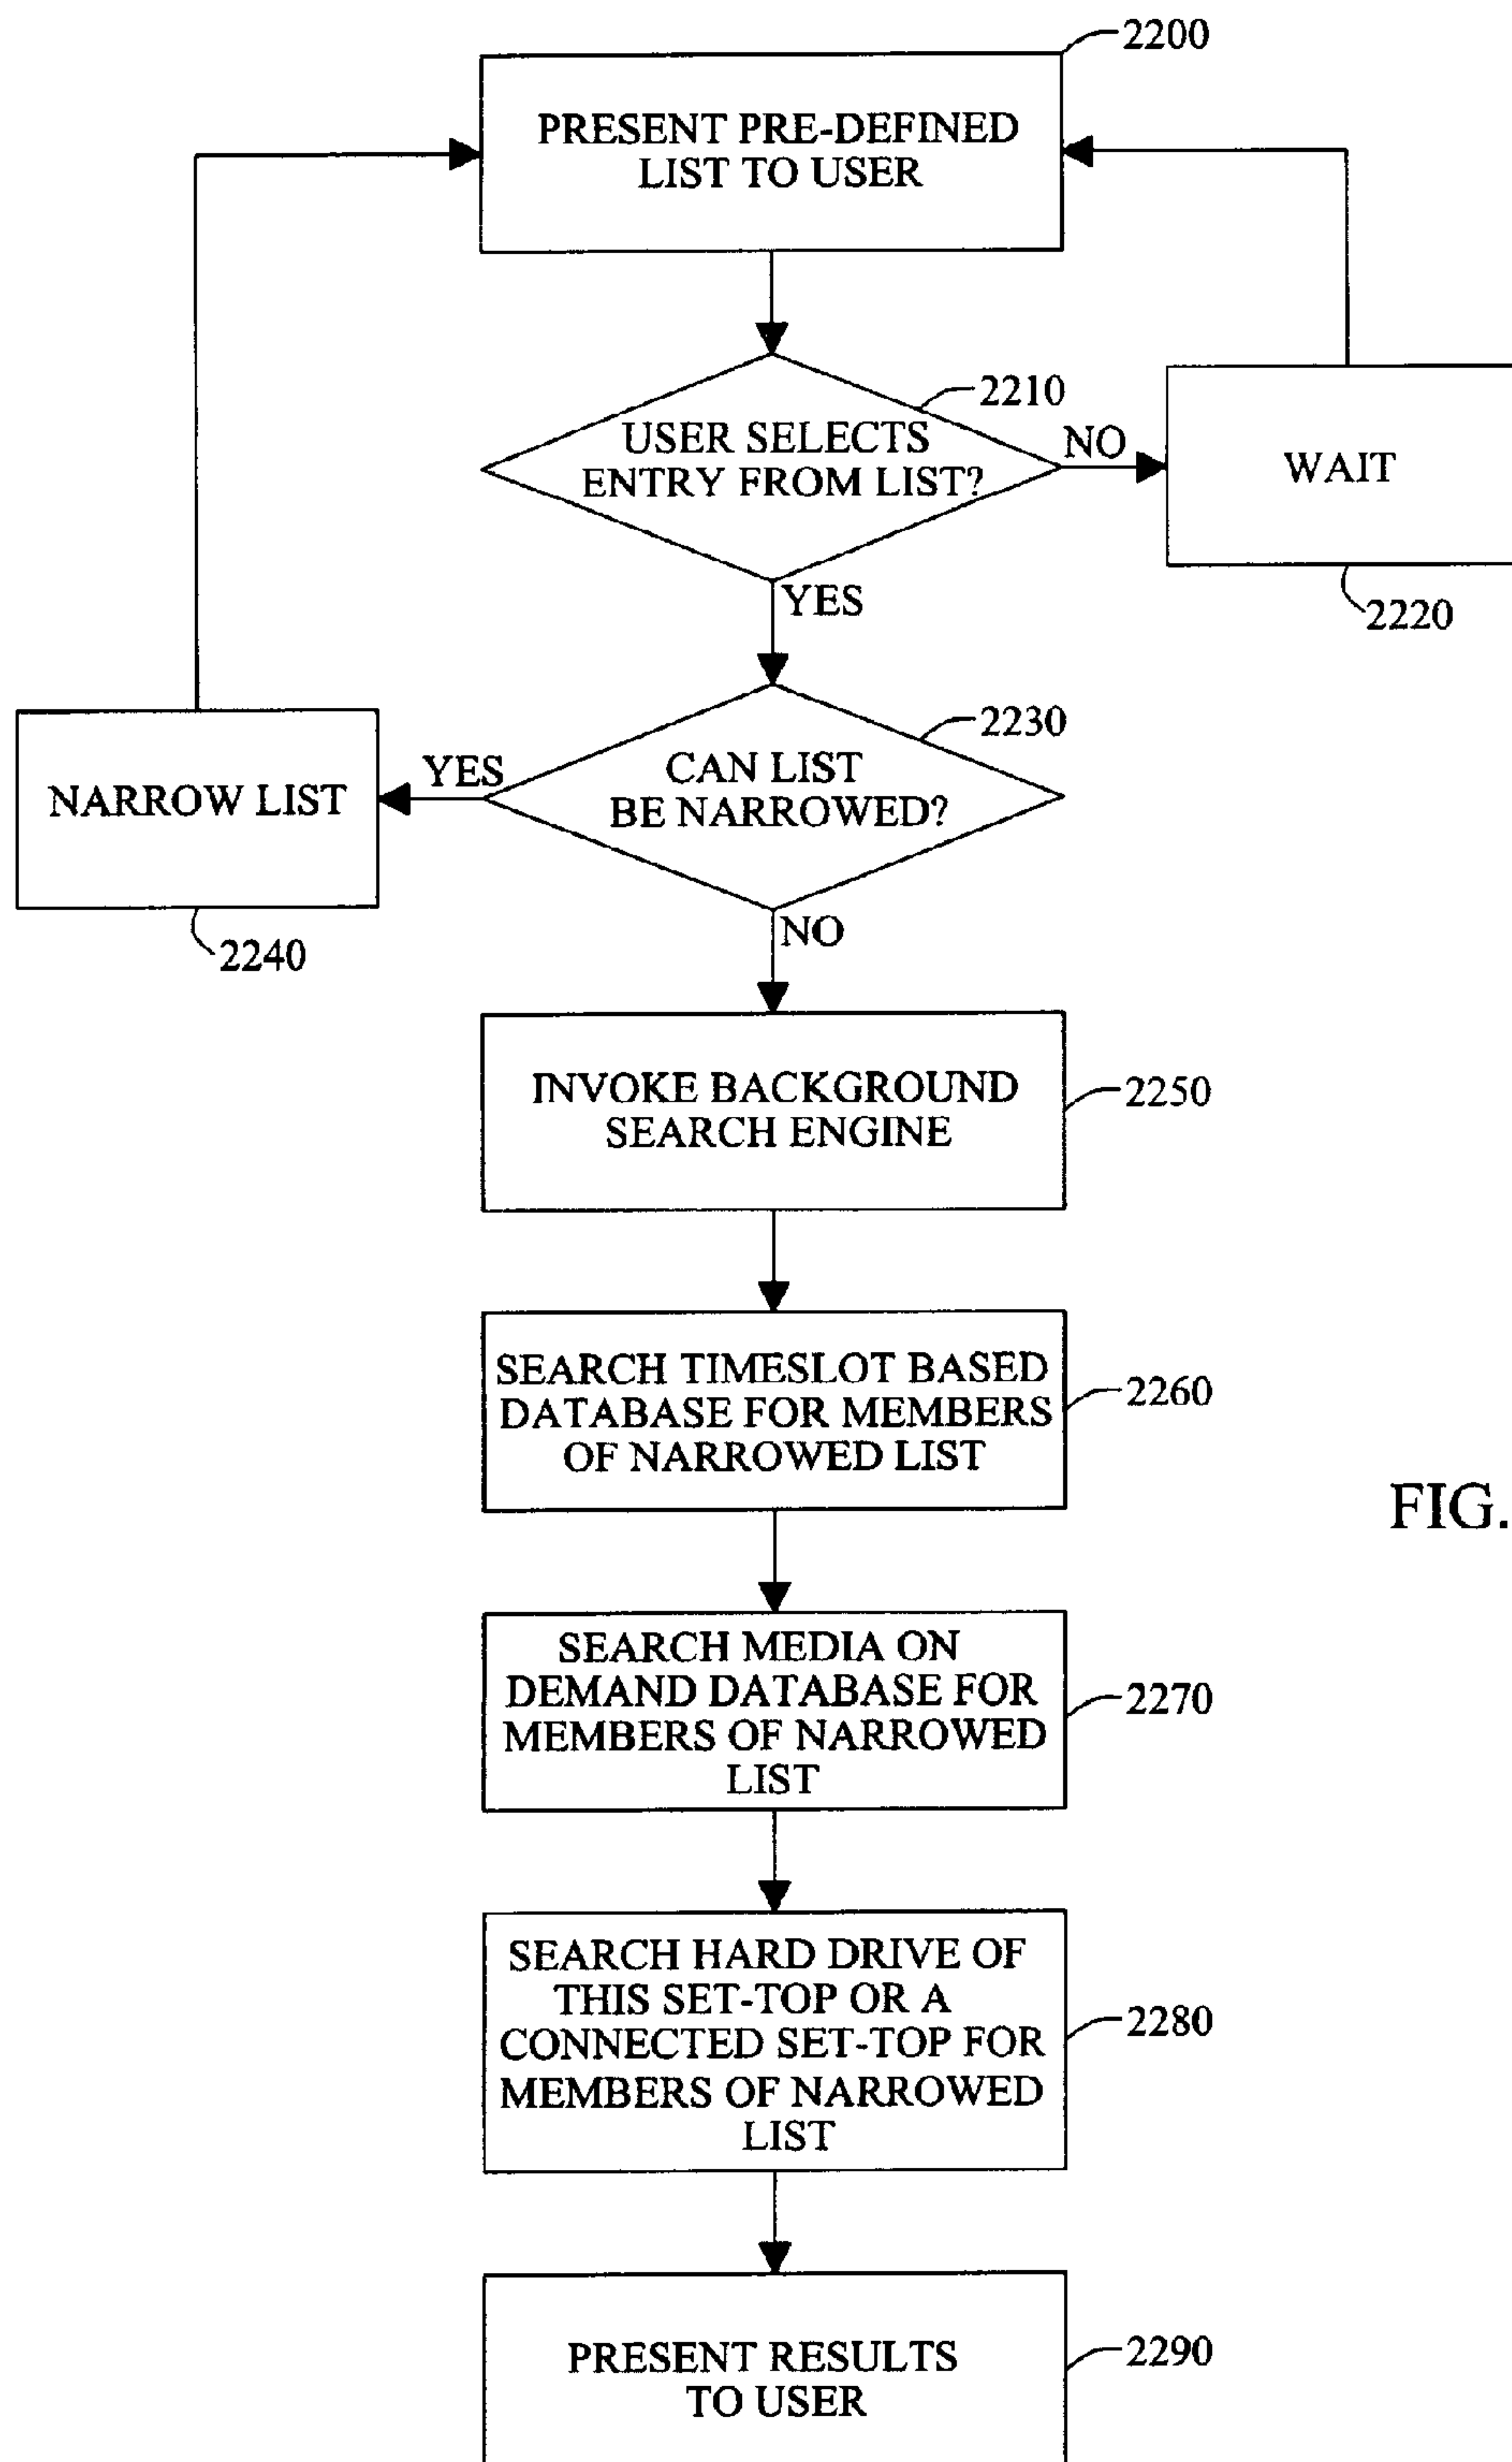 2200
PRESENT PRE-DEFINED
LIST TO USER
2210
USER SELECTS
ENTRY FROM LIST?
NO
WAIT
2220
YES
2230
CAN LIST
BE NARROWED?
YES
NARROW LIST
2240
NO
INVOKE BACKGROUND
SEARCH ENGINE
2250
SEARCH TIMESLOT BASED
DATABASE FOR MEMBERS
OF NARROWED LIST
2260
FIG.
SEARCH MEDIA ON
DEMAND DATABASE FOR
MEMBERS OF NARROWED
LIST
2270
SEARCH HARD DRIVE OF
THIS SET-TOP OR A
CONNECTED SET-TOP FOR
MEMBERS OF NARROWED
LIST
2280
PRESENT RESULTS
TO USER
2290